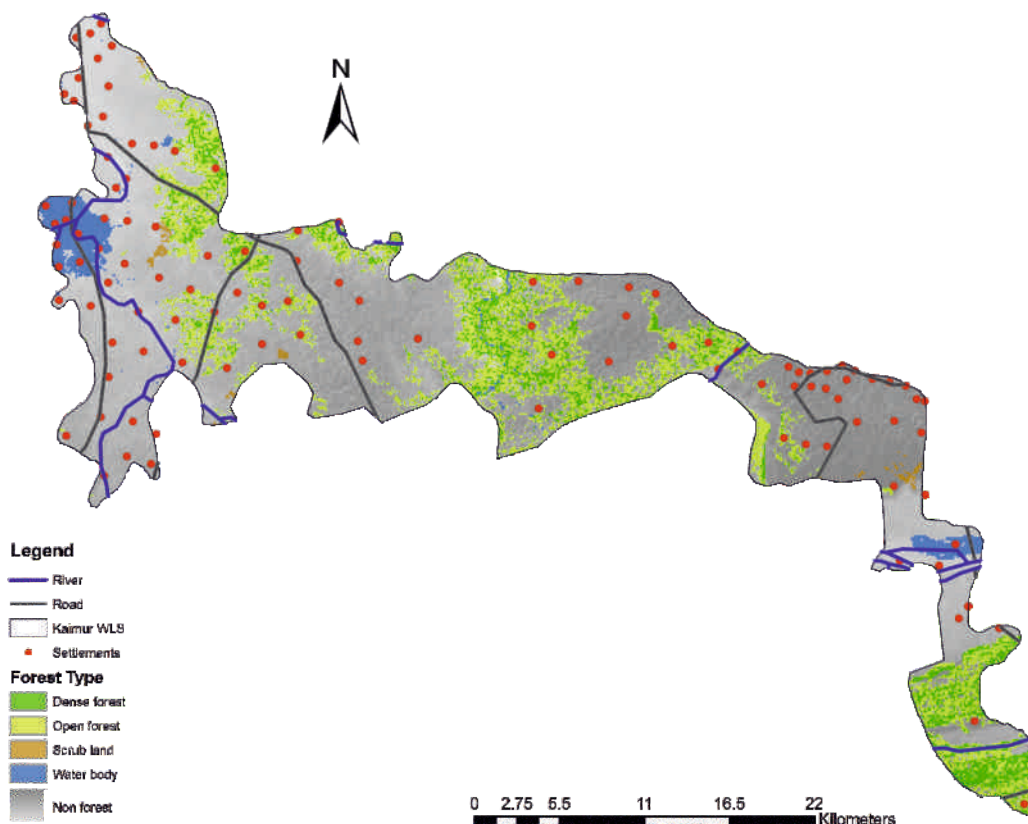 N
Legend
River
Road
Kaimur WLS
Settlements
Forest Type
Dense forest
Open forest
Scrub land
Water body
Non forest
0 2.75 5.5 11 16.5 22
Kilometers